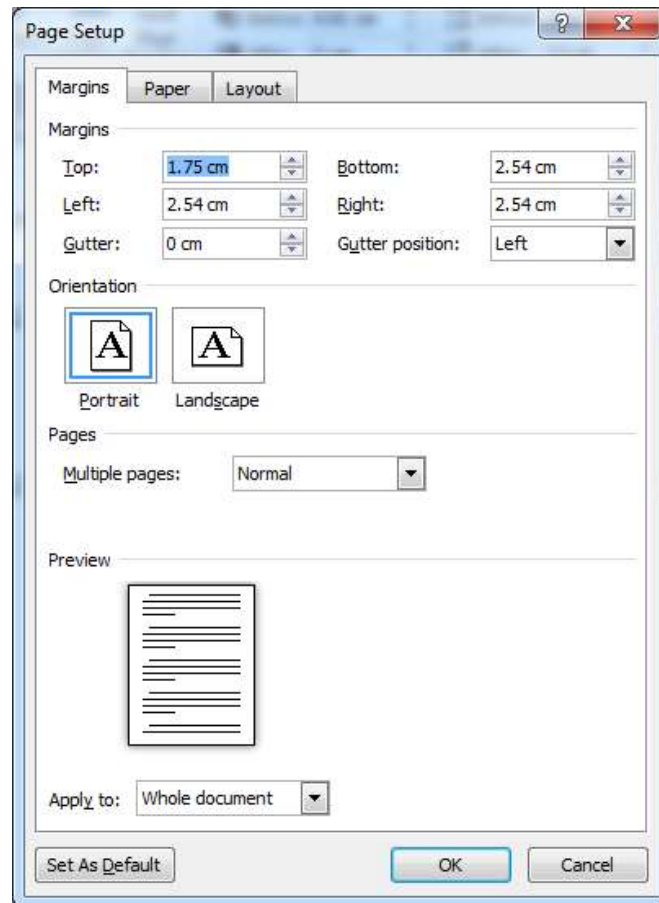 Page Setup
Margins Paper Layout
Margins
Top: 1.75 cm Bottom: 2.54 cm
Left: 2.54 cm Right: 2.54 cm
Gutter: 0 cm Gutter position: Left
Orientation
A A
Portrait Landscape
Pages
Multiple pages: Normal
Preview
Apply to: Whole document
Set As Default OK Cancel